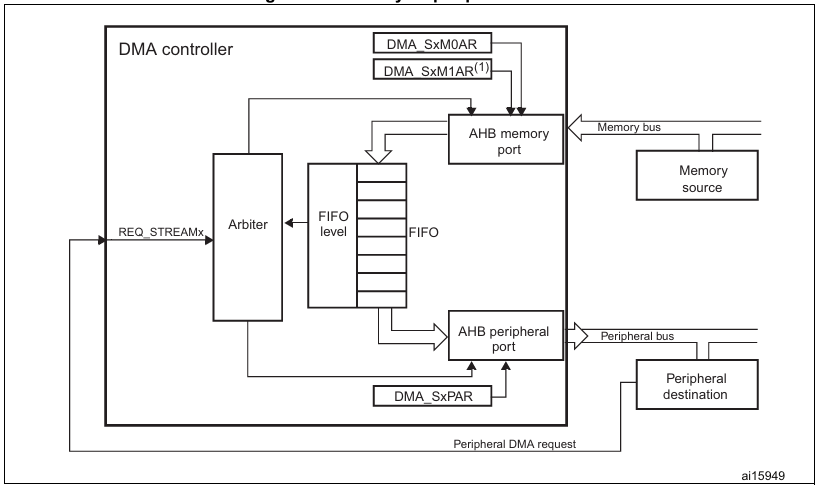 DMA controller
DMA_SxM0AR
DMA_SxM1AR(1)
AHB memory
port
Memory bus
Memory
source
REQ_STREAMx
Arbiter
FIFO
level
FIFO
AHB peripheral
port
Peripheral bus
Peripheral
destination
DMA_SxPAR
Peripheral DMA request
ai15949